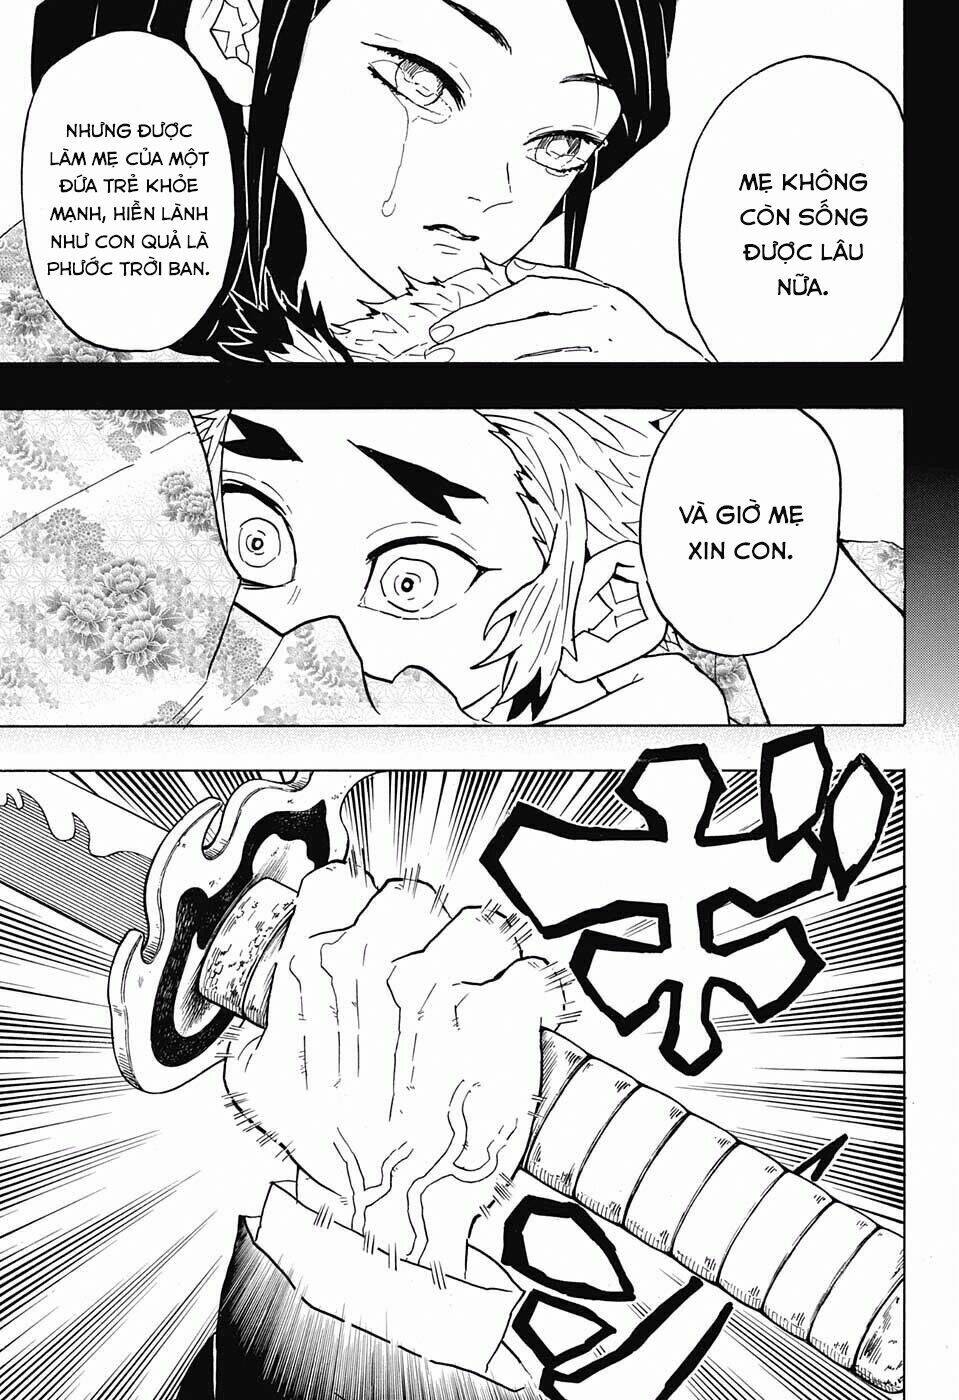 MẸ KHÔNG
CÒN SỐNG
ĐƯỢC LÂU
NỮA.
NHƯNG ĐƯỢC
LÀM MẸ CỦA MỘT
ĐỨA TRẺ KHỎE
MẠNH, HIỀN LÀNH
NHƯ CON QUẢ LÀ
PHƯỚC TRỜI BAN.
VÀ GIỜ MẸ
XIN CON.